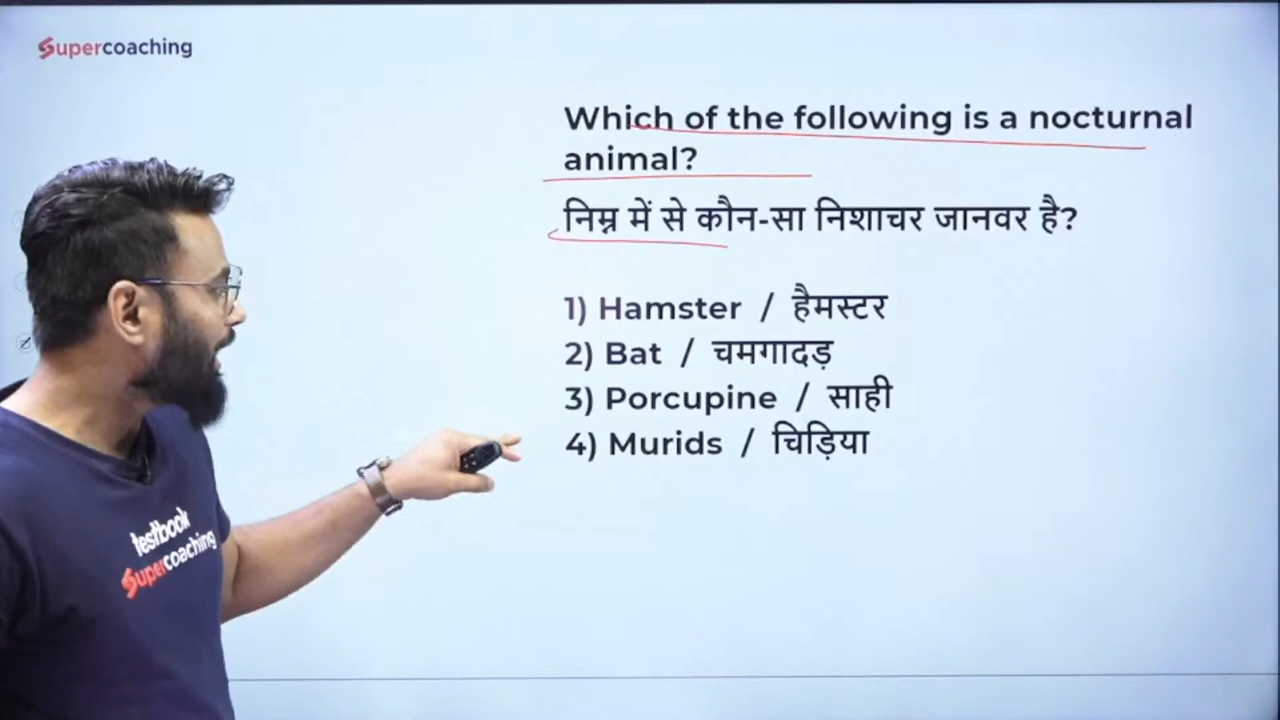 Supercoaching
Which of the following is a nocturnal
animal?
निम्न में से कौन-सा निशाचर जानवर है?
1) Hamster / हैमस्टर
2) Bat / चमगादड़
3) Porcupine / साही
4) Murids / चिड़िया
testbook
Supercoaching